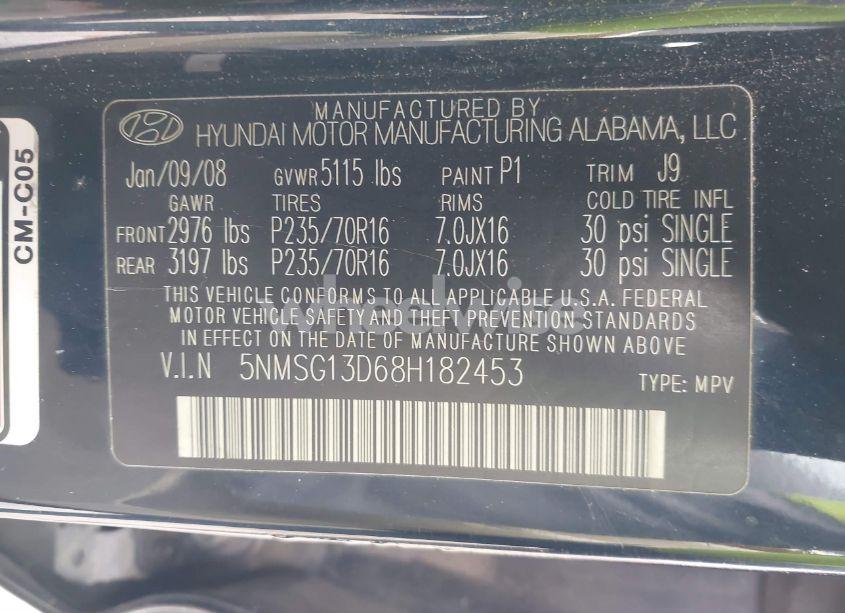 MANUFACTURED BY
HYUNDAI MOTOR MANUFACTURING ALABAMA, LLC
Jan/09/08 GVWR 5115 lbs PAINT P1 TRIM J9
GAWR TIRES RIMS COLD TIRE INFL
FRONT 2976 lbs P235/70R16 7.0JX16 30 psi SINGLE
REAR 3197 lbs P235/70R16 7.0JX16 30 psi SINGLE
THIS VEHICLE CONFORMS TO ALL APPLICABLE U.S.A. FEDERAL
MOTOR VEHICLE SAFETY AND THEFT PREVENTION STANDARDS
IN EFFECT ON THE DATE OF MANUFACTURE SHOWN ABOVE
V.I.N 5NMSG13D68H182453 TYPE: MPV
CM-C05
wheelwise